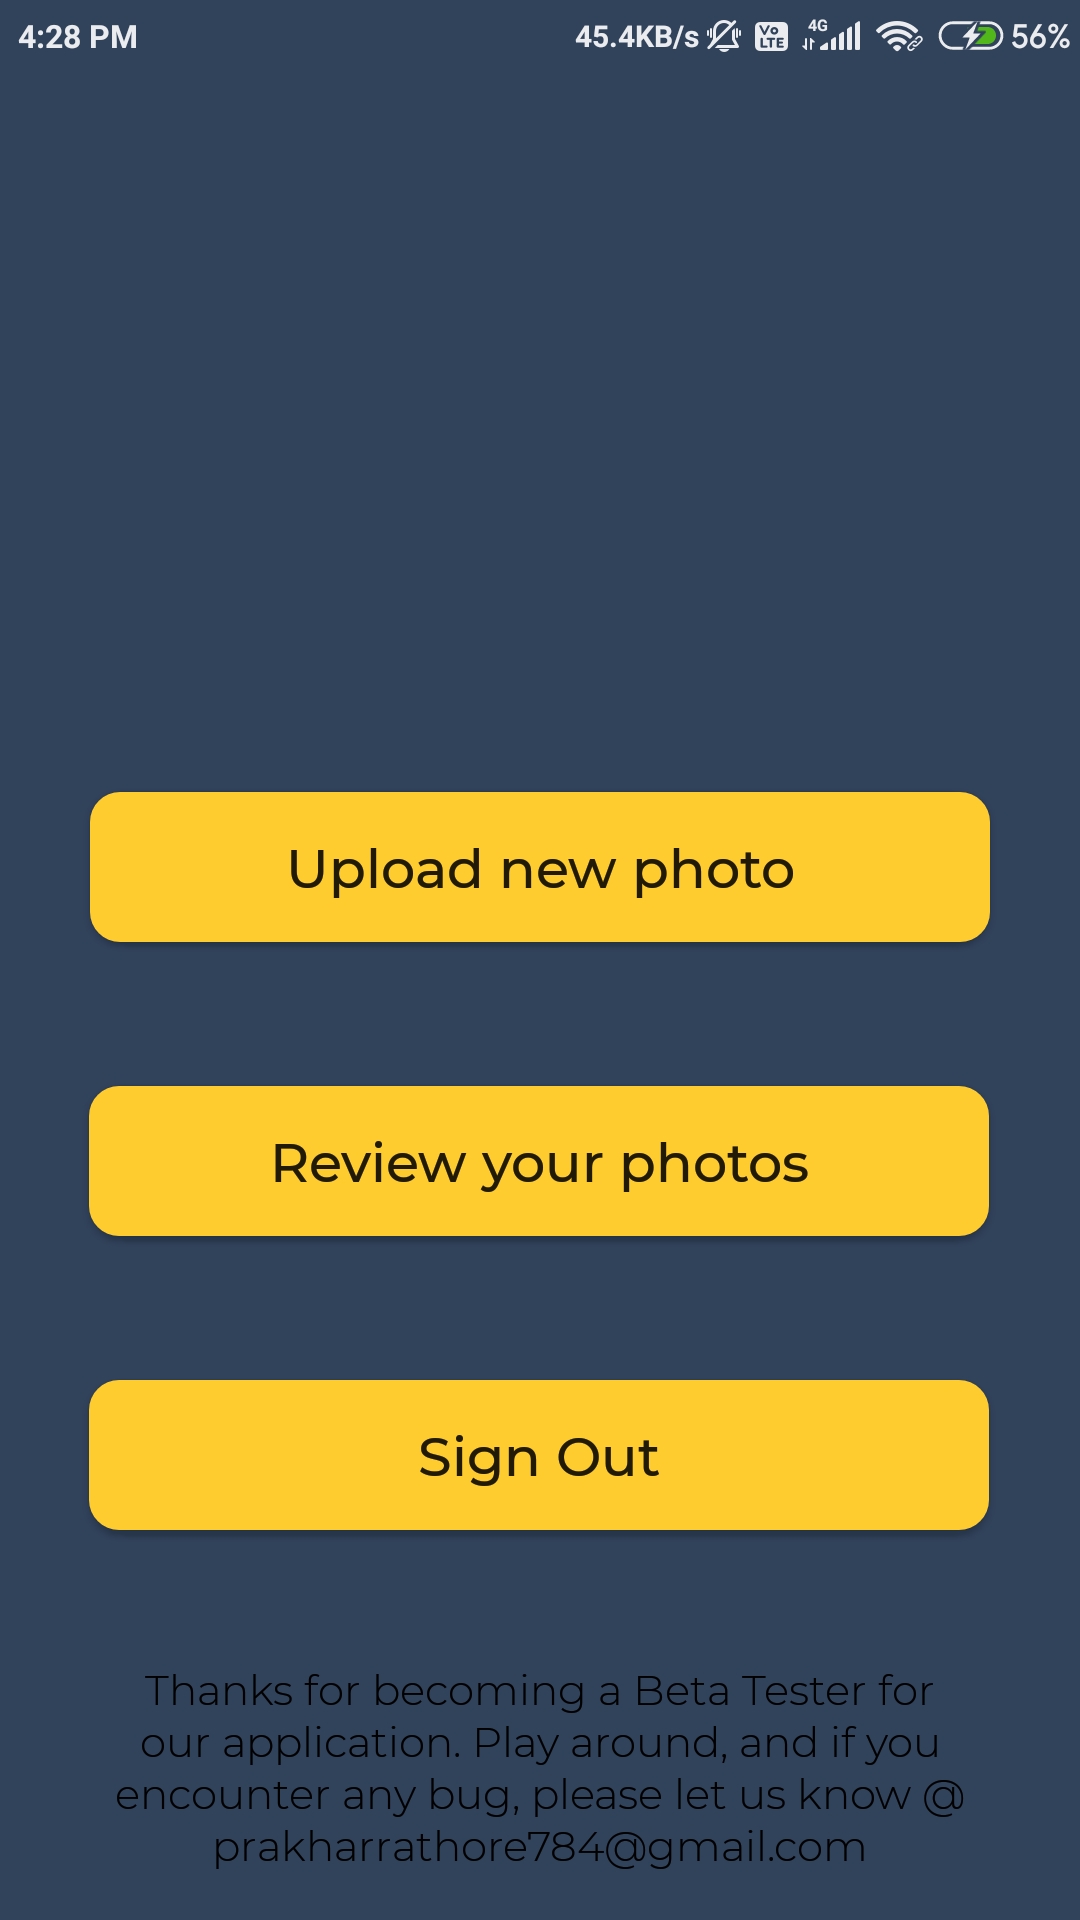 4:28 PM 45.4KB/s Vo LTE 4G 56%
Upload new photo
Review your photos
Sign Out
Thanks for becoming a Beta Tester for
our application. Play around, and if you
encounter any bug, please let us know @
prakharrathore784@gmail.com